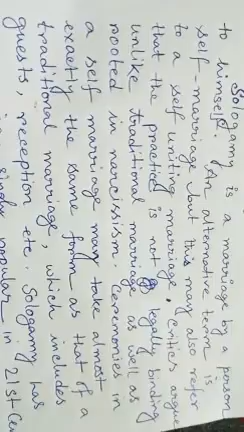 Sologamy is a marriage by a person
to himself. An alternative term is
self-marriage but this may also refer
to a self uniting marriage. critics argue
that the practice is not legally binding
unlike traditional marriage as well as
rooted in narcissism. Ceremonies in
a self marriage may take almost
exactly the same form as that of a
traditional marriage, which includes
guests, reception etc. Sologamy has
popular in 21st Cen